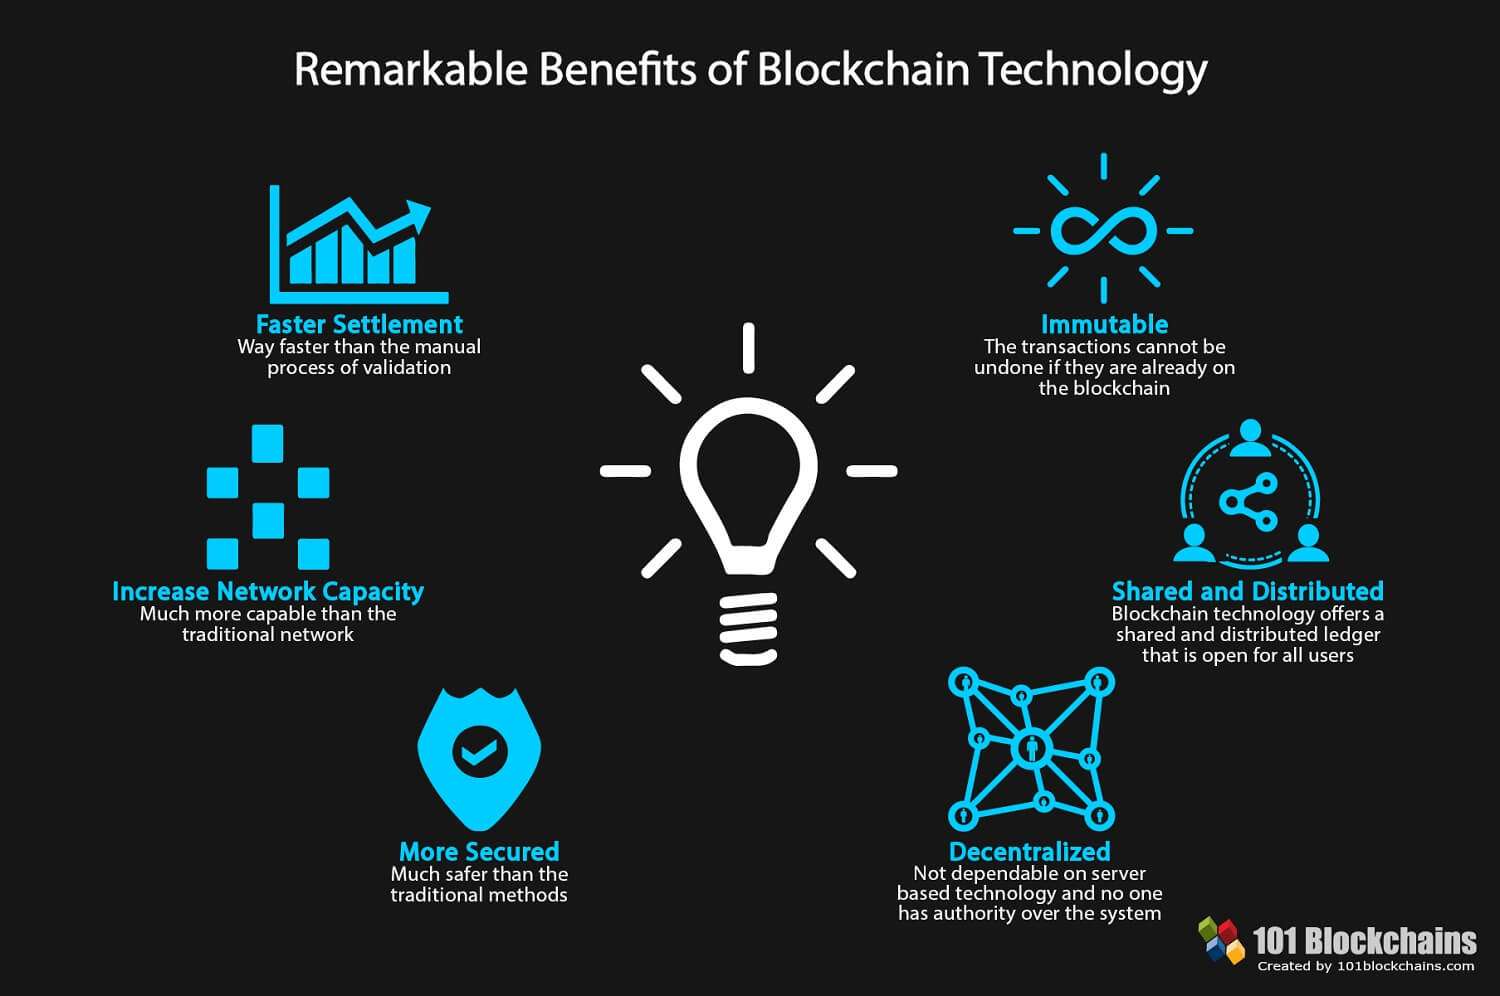 Remarkable Benefits of Blockchain Technology
Faster Settlement
Way faster than the manual
process of validation
Immutable
The transactions cannot be
undone if they are already on
the blockchain
Increase Network Capacity
Much more capable than the
traditional network
Shared and Distributed
Blockchain technology offers a
shared and distributed ledger
that is open for all users
More Secured
Much safer than the
traditional methods
Decentralized
Not dependable on server
based technology and no one
has authority over the system
101 Blockchains
Created by 101blockchains.com